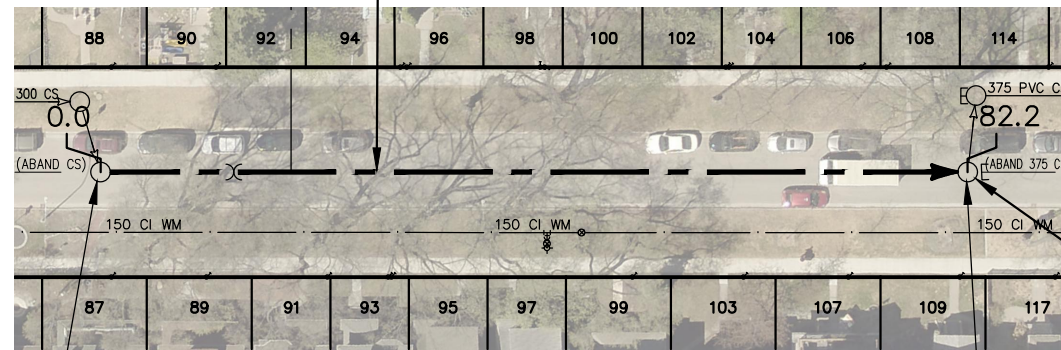 88 90 92 94 96 98 100 102 104 106 108 114
300 CS
375 PVC C
0.0
82.2
(ABAND CS)
(ABAND 375 C
150 CI WM
150 CI WM
150 CI WM
87 89 91 93 95 97 99 103 107 109 117